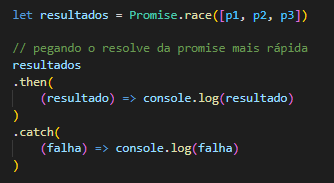 let resultados = Promise.race([p1, p2, p3])
// pegando o resolve da promise mais rápida
resultados
.then(
(resultado) => console.log(resultado)
)
.catch(
(falha) => console.log(falha)
)